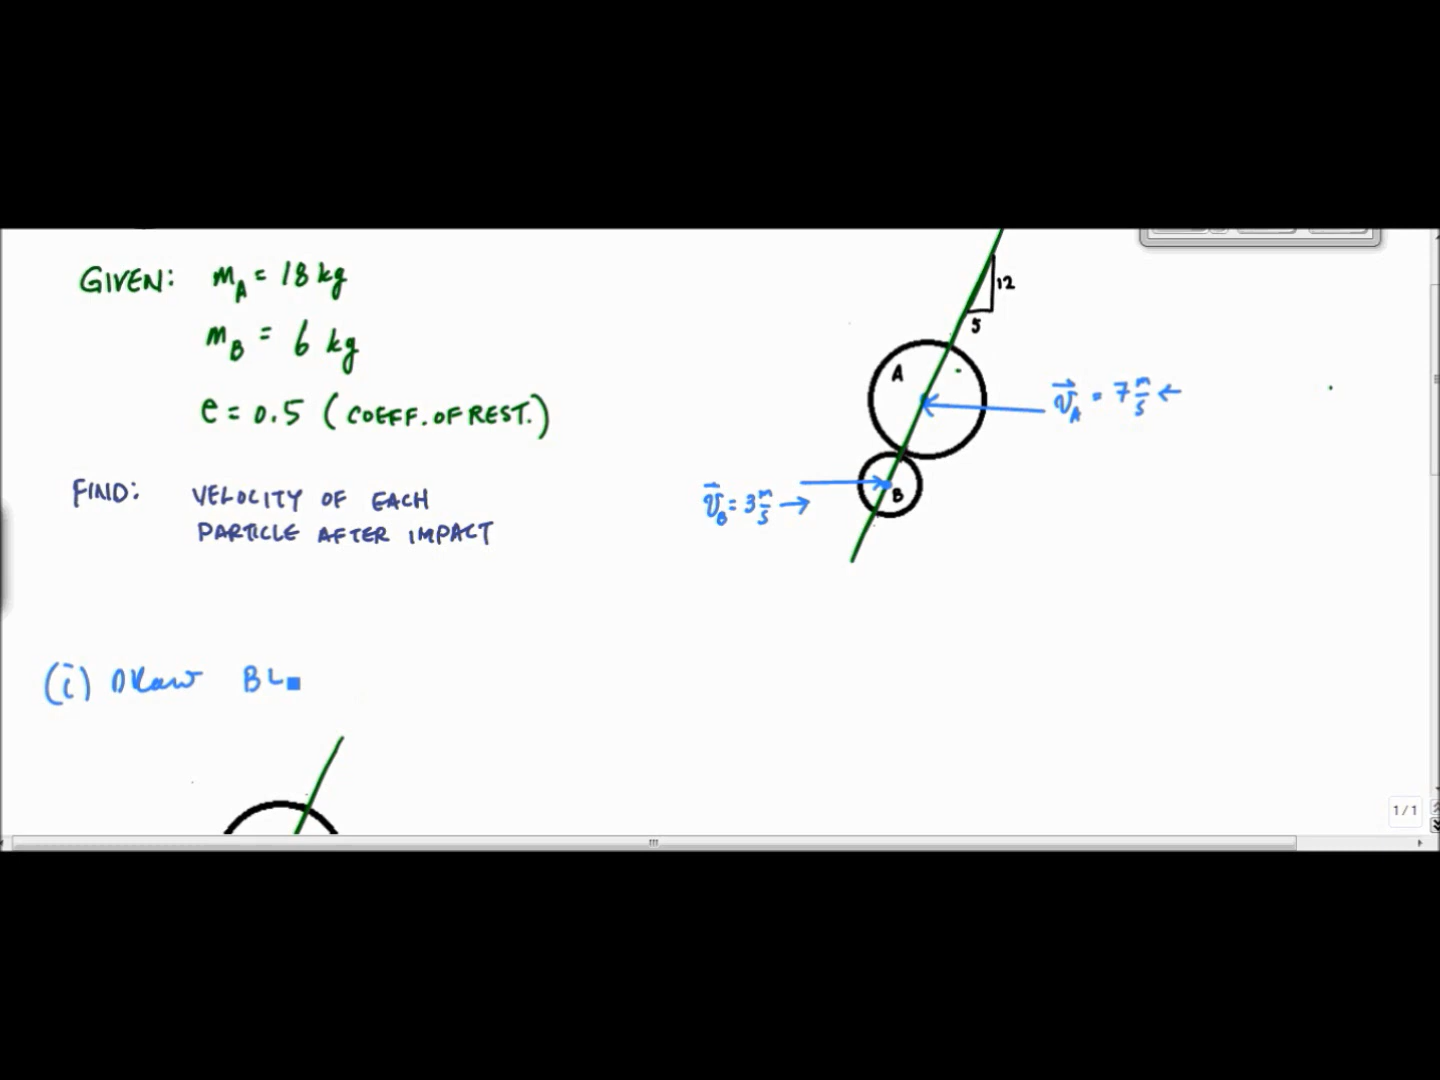 GIVEN: mA = 18 kg
mB = 6 kg
e = 0.5 (COEFF. OF REST.)
FIND: VELOCITY OF EACH
PARTICLE AFTER IMPACT
12
5
A
vA = 7 m/s ←
B
vB = 3 m/s →
(i) Draw BL
1 / 1